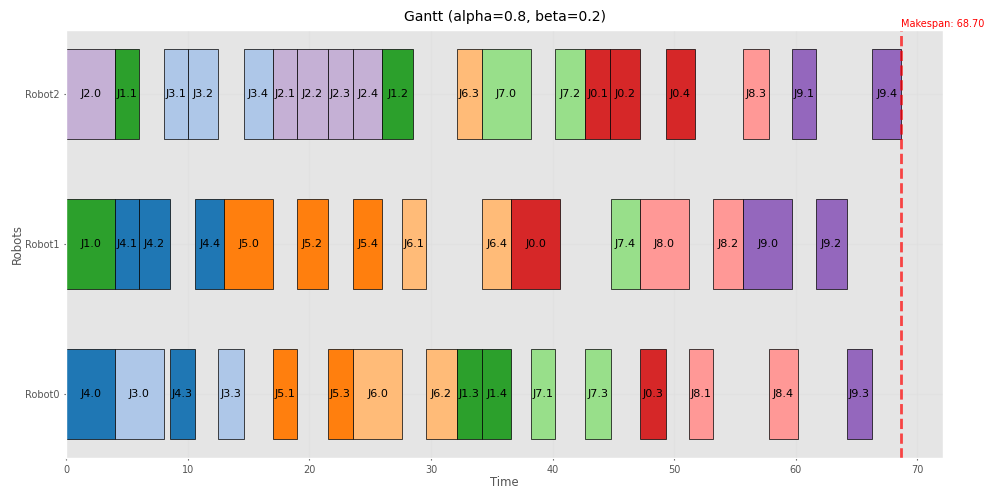 Gantt (alpha=0.8, beta=0.2)
Makespan: 68.70
Robots
Robot2
J2.0 J1.1 J3.1 J3.2 J3.4 J2.1 J2.2 J2.3 J2.4 J1.2 J6.3 J7.0 J7.2 J0.1 J0.2 J0.4 J8.3 J9.1 J9.4
Robot1
J1.0 J4.1 J4.2 J4.4 J5.0 J5.2 J5.4 J6.1 J6.4 J0.0 J7.4 J8.0 J8.2 J9.0 J9.2
Robot0
J4.0 J3.0 J4.3 J3.3 J5.1 J5.3 J6.0 J6.2 J1.3 J1.4 J7.1 J7.3 J0.3 J8.1 J8.4 J9.3
0 10 20 30 40 50 60 70
Time